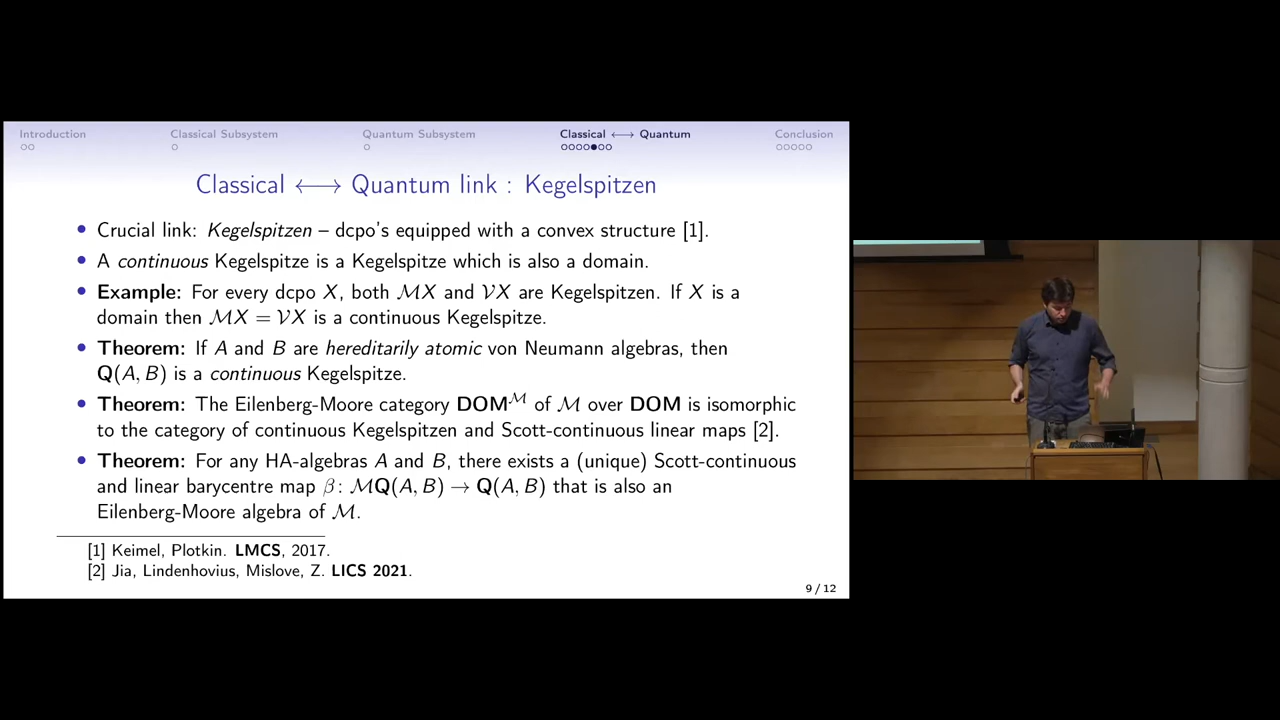 Introduction
Classical Subsystem
Quantum Subsystem
Classical ⟷ Quantum
Conclusion
Classical ⟷ Quantum link : Kegelspitzen
• Crucial link: Kegelspitzen – dcpo's equipped with a convex structure [1].
• A continuous Kegelspitze is a Kegelspitze which is also a domain.
• Example: For every dcpo X, both ℳX and 𝒱X are Kegelspitzen. If X is a
domain then ℳX = 𝒱X is a continuous Kegelspitze.
• Theorem: If A and B are hereditarily atomic von Neumann algebras, then
Q(A, B) is a continuous Kegelspitze.
• Theorem: The Eilenberg-Moore category DOM^ℳ of ℳ over DOM is isomorphic
to the category of continuous Kegelspitzen and Scott-continuous linear maps [2].
• Theorem: For any HA-algebras A and B, there exists a (unique) Scott-continuous
and linear barycentre map β: ℳQ(A, B) → Q(A, B) that is also an
Eilenberg-Moore algebra of ℳ.
[1] Keimel, Plotkin. LMCS, 2017.
[2] Jia, Lindenhovius, Mislove, Z. LICS 2021.
9 / 12